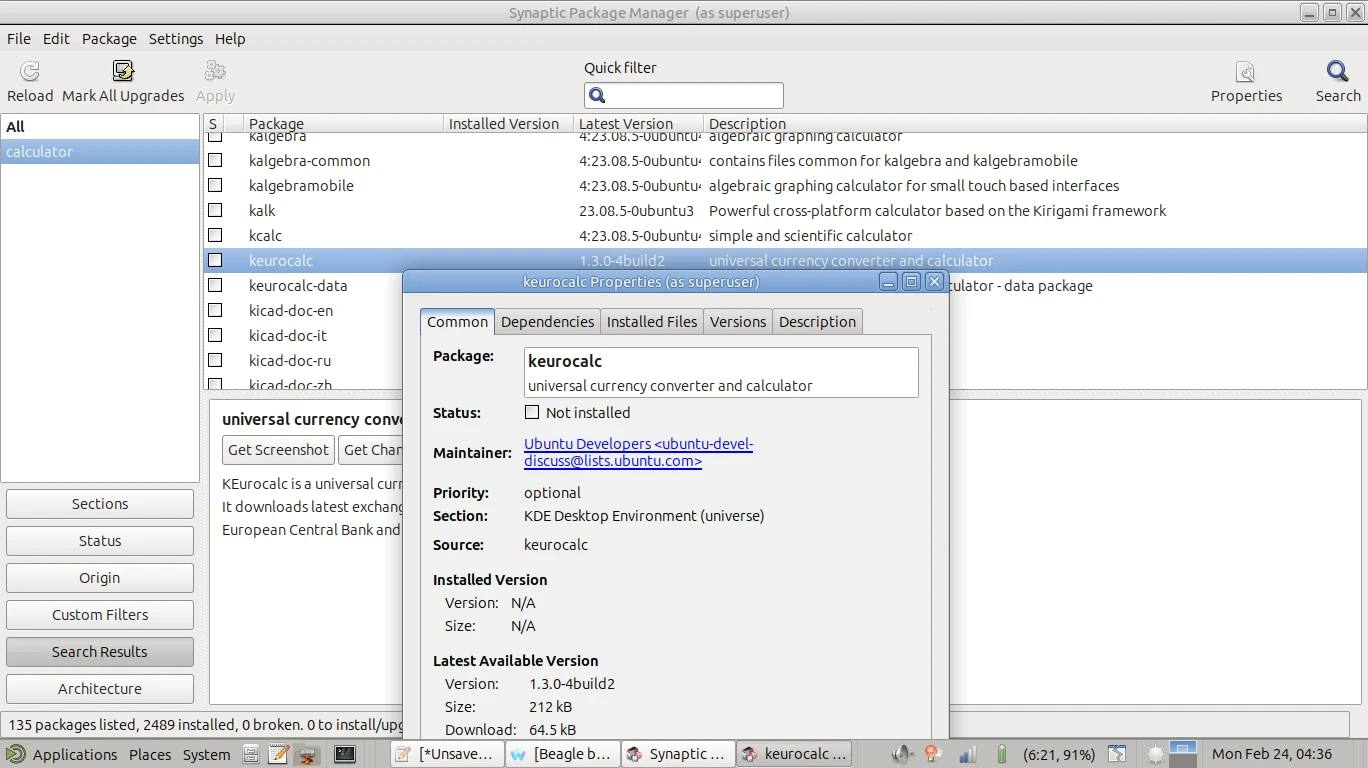 Synaptic Package Manager (as superuser)
File Edit Package Settings Help
Quick filter
Reload Mark All Upgrades Apply Properties Search
All
calculator
S Package Installed Version Latest Version Description
kalgebra 4:23.08.5-0ubuntu4 algebraic graphing calculator
kalgebra-common 4:23.08.5-0ubuntu4 contains files common for kalgebra and kalgebramobile
kalgebramobile 4:23.08.5-0ubuntu4 algebraic graphing calculator for small touch based interfaces
kalk 23.08.5-0ubuntu3 Powerful cross-platform calculator based on the Kirigami framework
kcalc 4:23.08.5-0ubuntu4 simple and scientific calculator
keurocalc 1.3.0-4build2 universal currency converter and calculator
keurocalc-data culator - data package
kicad-doc-en
kicad-doc-it
kicad-doc-ru
kicad-doc-zh
universal currency conve
Get Screenshot Get Chan
KEurocalc is a universal curr
It downloads latest exchang
European Central Bank and
Sections
Status
Origin
Custom Filters
Search Results
Architecture
135 packages listed, 2489 installed, 0 broken. 0 to install/upg
keurocalc Properties (as superuser)
Common Dependencies Installed Files Versions Description
Package: keurocalc
universal currency converter and calculator
Status: Not installed
Maintainer: Ubuntu Developers <ubuntu-devel-
discuss@lists.ubuntu.com>
Priority: optional
Section: KDE Desktop Environment (universe)
Source: keurocalc
Installed Version
Version: N/A
Size: N/A
Latest Available Version
Version: 1.3.0-4build2
Size: 212 kB
Download: 64.5 kB
Applications Places System [*Unsave... [Beagle b... Synaptic ... keurocalc ... (6:21, 91%) Mon Feb 24, 04:36